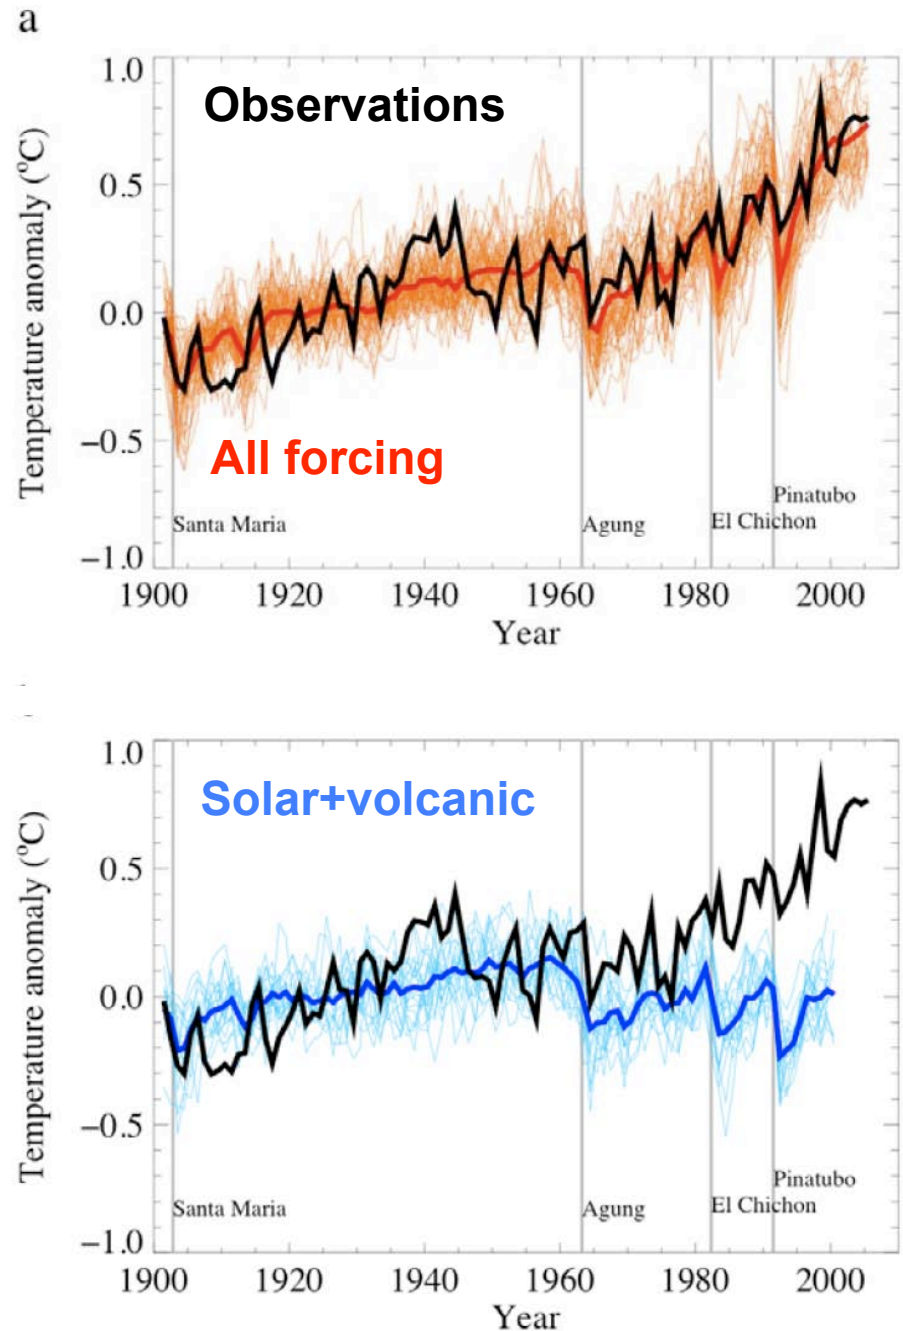 a
1.0
Observations
0.5
0.0
Temperature anomaly (°C)
−0.5
All forcing
Pinatubo
Santa Maria
Agung
El Chichon
−1.0
1900 1920 1940 1960 1980 2000
Year
1.0
Solar+volcanic
0.5
0.0
Temperature anomaly (°C)
−0.5
Pinatubo
Santa Maria
Agung
El Chichon
−1.0
1900 1920 1940 1960 1980 2000
Year